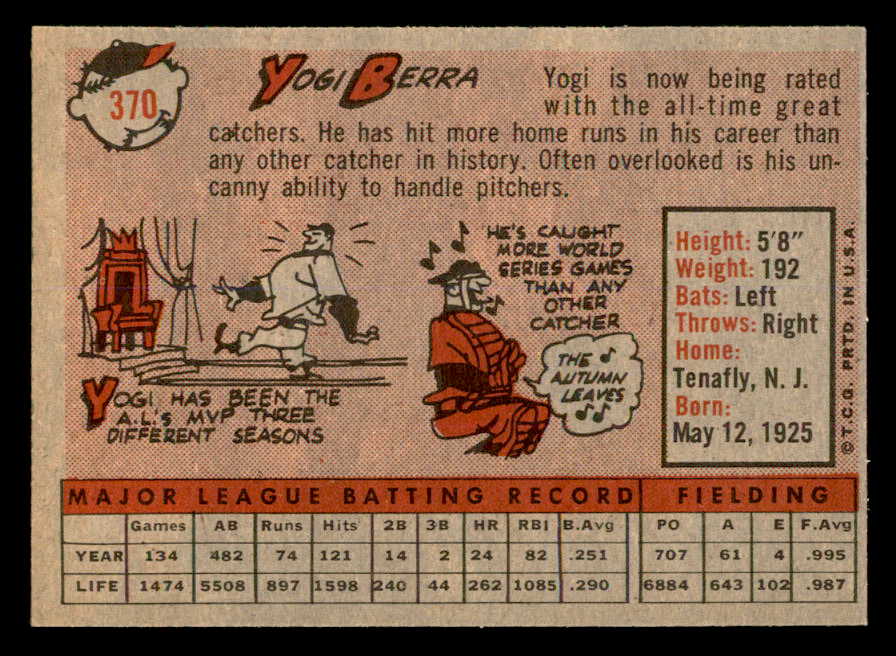 370
YOGI BERRA
Yogi is now being rated
with the all-time great
catchers. He has hit more home runs in his career than
any other catcher in history. Often overlooked is his un-
canny ability to handle pitchers.
YOGI HAS BEEN THE
A.L.'s MVP THREE
DIFFERENT SEASONS
HE'S CAUGHT
MORE WORLD
SERIES GAMES
THAN ANY
OTHER
CATCHER
THE
AUTUMN
LEAVES
Height: 5'8"
Weight: 192
Bats: Left
Throws: Right
Home:
Tenafly, N. J.
Born:
May 12, 1925
© T.C.G. PRTD. IN U.S.A.
MAJOR LEAGUE BATTING RECORD FIELDING
Games AB Runs Hits 2B 3B HR RBI B.Avg PO A E F.Avg
YEAR 134 482 74 121 14 2 24 82 .251 707 61 4 .995
LIFE 1474 5508 897 1598 240 44 262 1085 .290 6884 643 102 .987